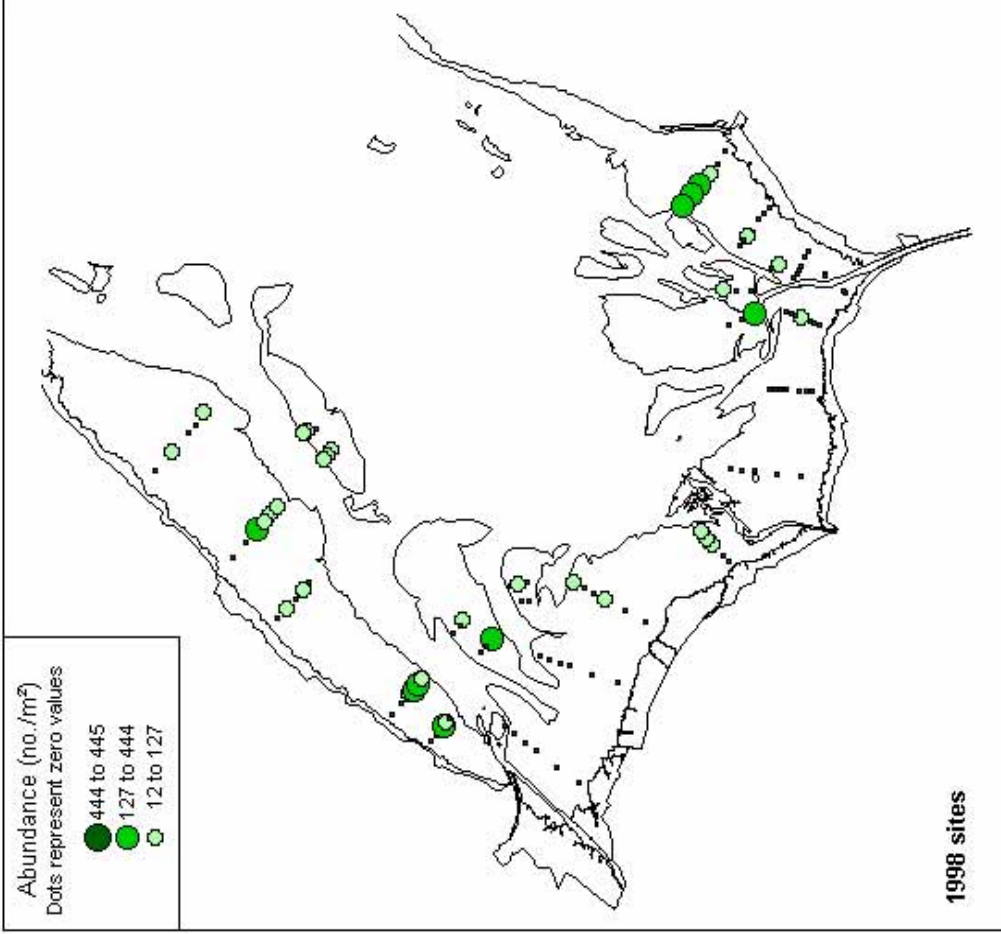 Abundance (no./m²)
Dots represent zero values
444 to 445
127 to 444
12 to 127
1998 sites